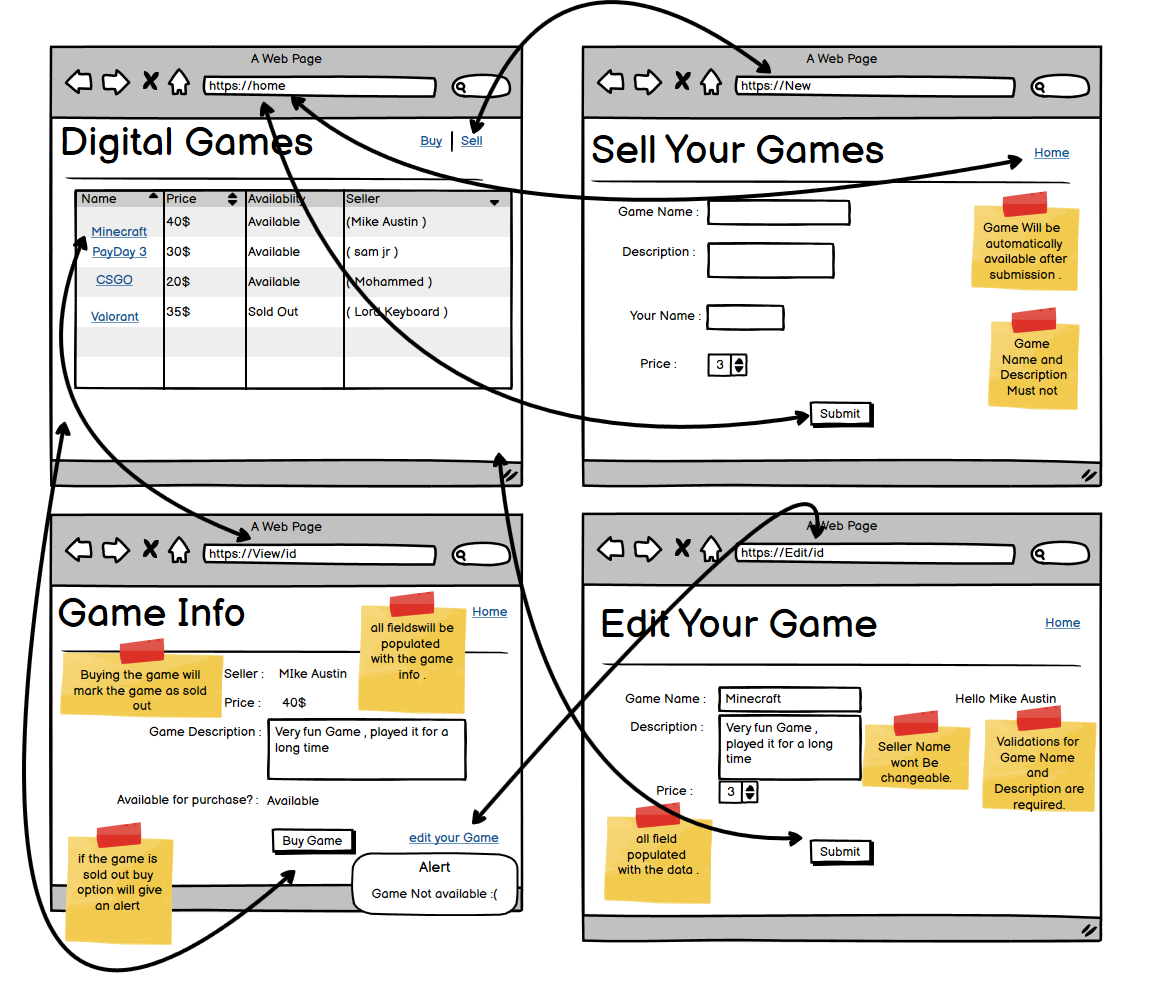 A Web Page
https://home
Digital Games
Buy
Sell
Name Price Availablity Seller
Minecraft 40$ Available (Mike Austin )
PayDay 3 30$ Available ( sam jr )
CSGO 20$ Available ( Mohammed )
Valorant 35$ Sold Out ( Lord Keyboard )
A Web Page
https://New
Sell Your Games
Home
Game Name :
Description :
Your Name :
Price : 3
Submit
Game Will be
automatically
available after
submission .
Game
Name and
Description
Must not
A Web Page
https://View/id
Game Info
Home
all fieldswill be
populated
with the game
info .
Buying the game will
mark the game as sold
out
Seller : MIke Austin
Price : 40$
Game Description : Very fun Game , played it for a
long time
Available for purchase? : Available
Buy Game
edit your Game
if the game is
sold out buy
option will give
an alert
Alert
Game Not available :(
A Web Page
https://Edit/id
Edit Your Game
Home
Game Name : Minecraft
Hello Mike Austin
Description : Very fun Game ,
played it for a long
time
Price : 3
Seller Name
wont Be
changeable.
Validations for
Game Name
and
Description are
required.
all field
populated
with the data .
Submit